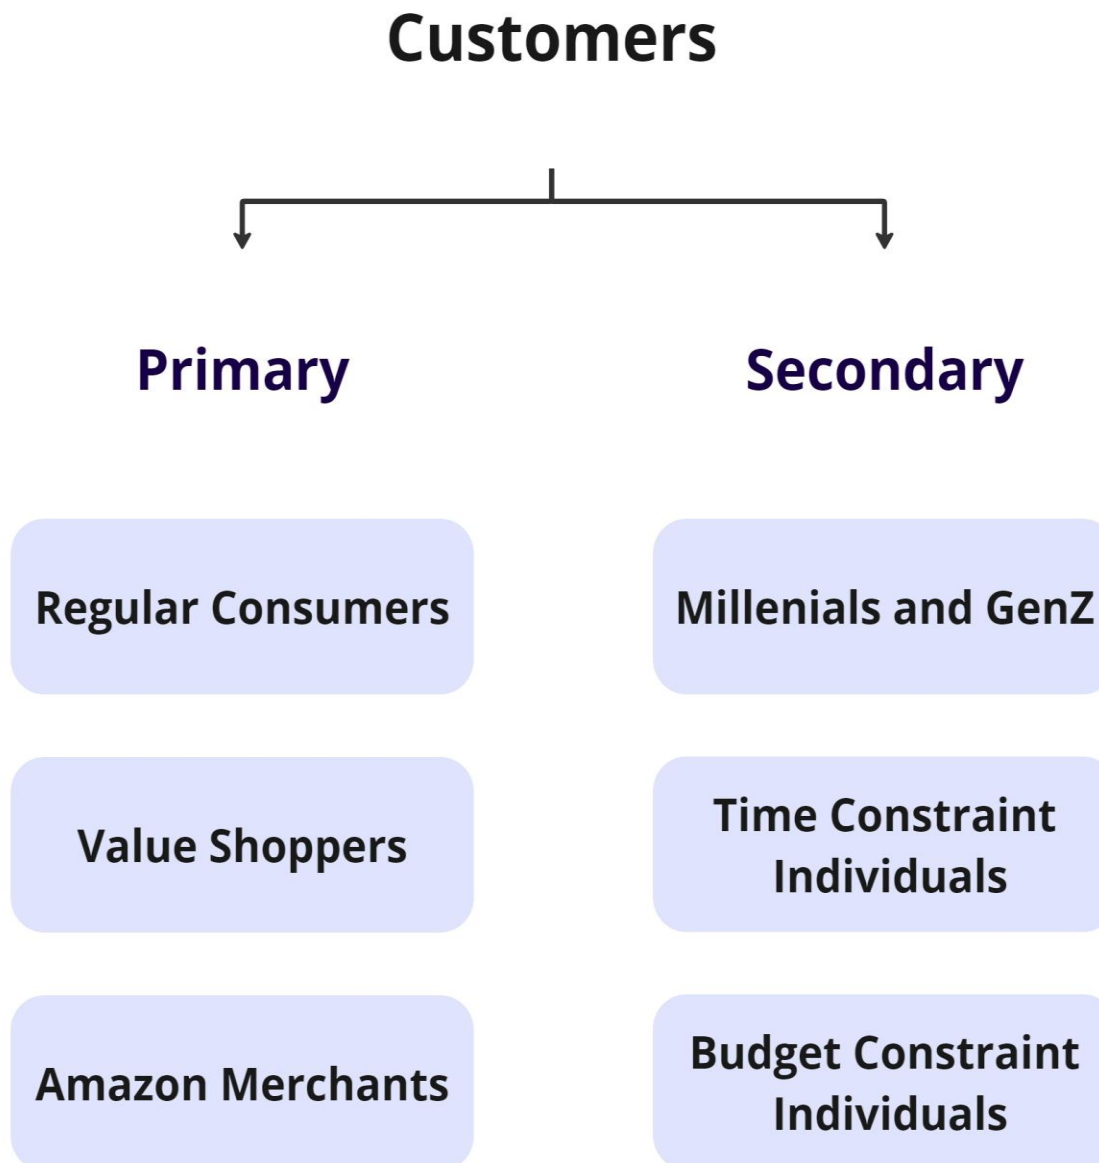 Customers
Primary
Secondary
Regular Consumers
Millenials and GenZ
Value Shoppers
Time Constraint
Individuals
Amazon Merchants
Budget Constraint
Individuals